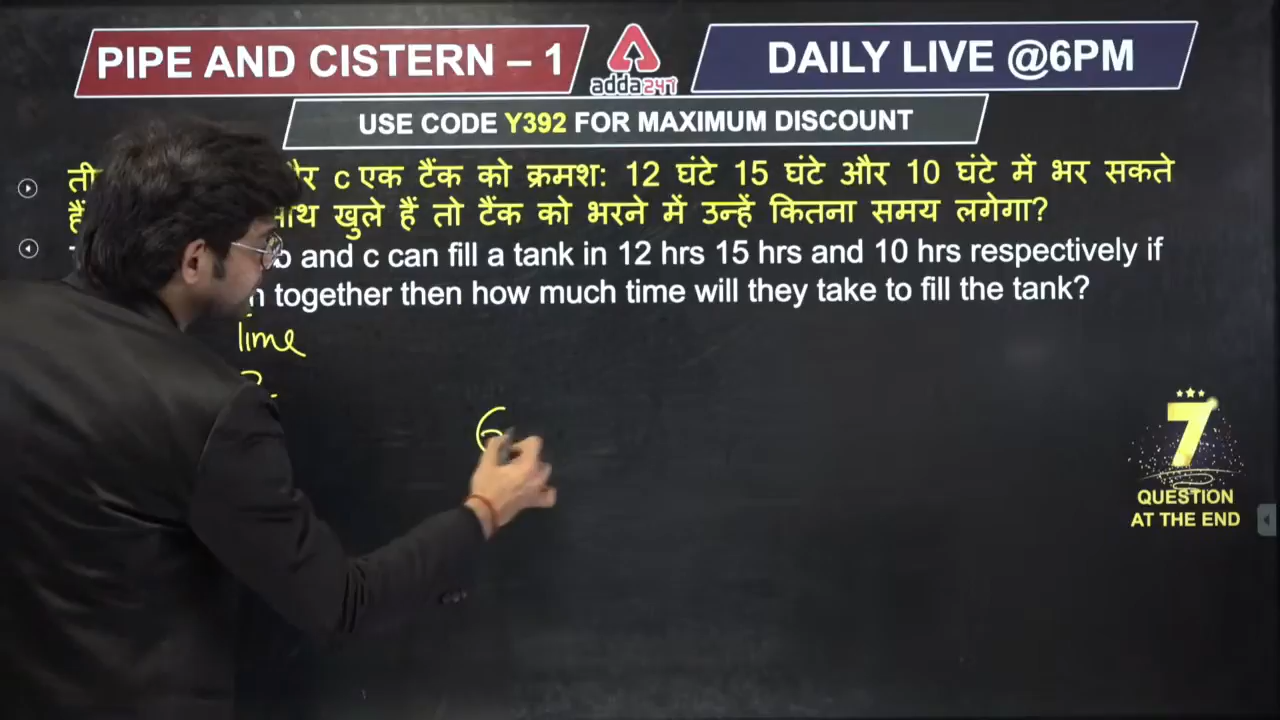 PIPE AND CISTERN – 1
adda247
DAILY LIVE @6PM
USE CODE Y392 FOR MAXIMUM DISCOUNT
c एक टैंक को क्रमश: 12 घंटे 15 घंटे और 10 घंटे में भर सकते
खुले हैं तो टैंक को भरने में उन्हें कितना समय लगेगा?
b and c can fill a tank in 12 hrs 15 hrs and 10 hrs respectively if
together then how much time will they take to fill the tank?
Time
6
7
QUESTION
AT THE END